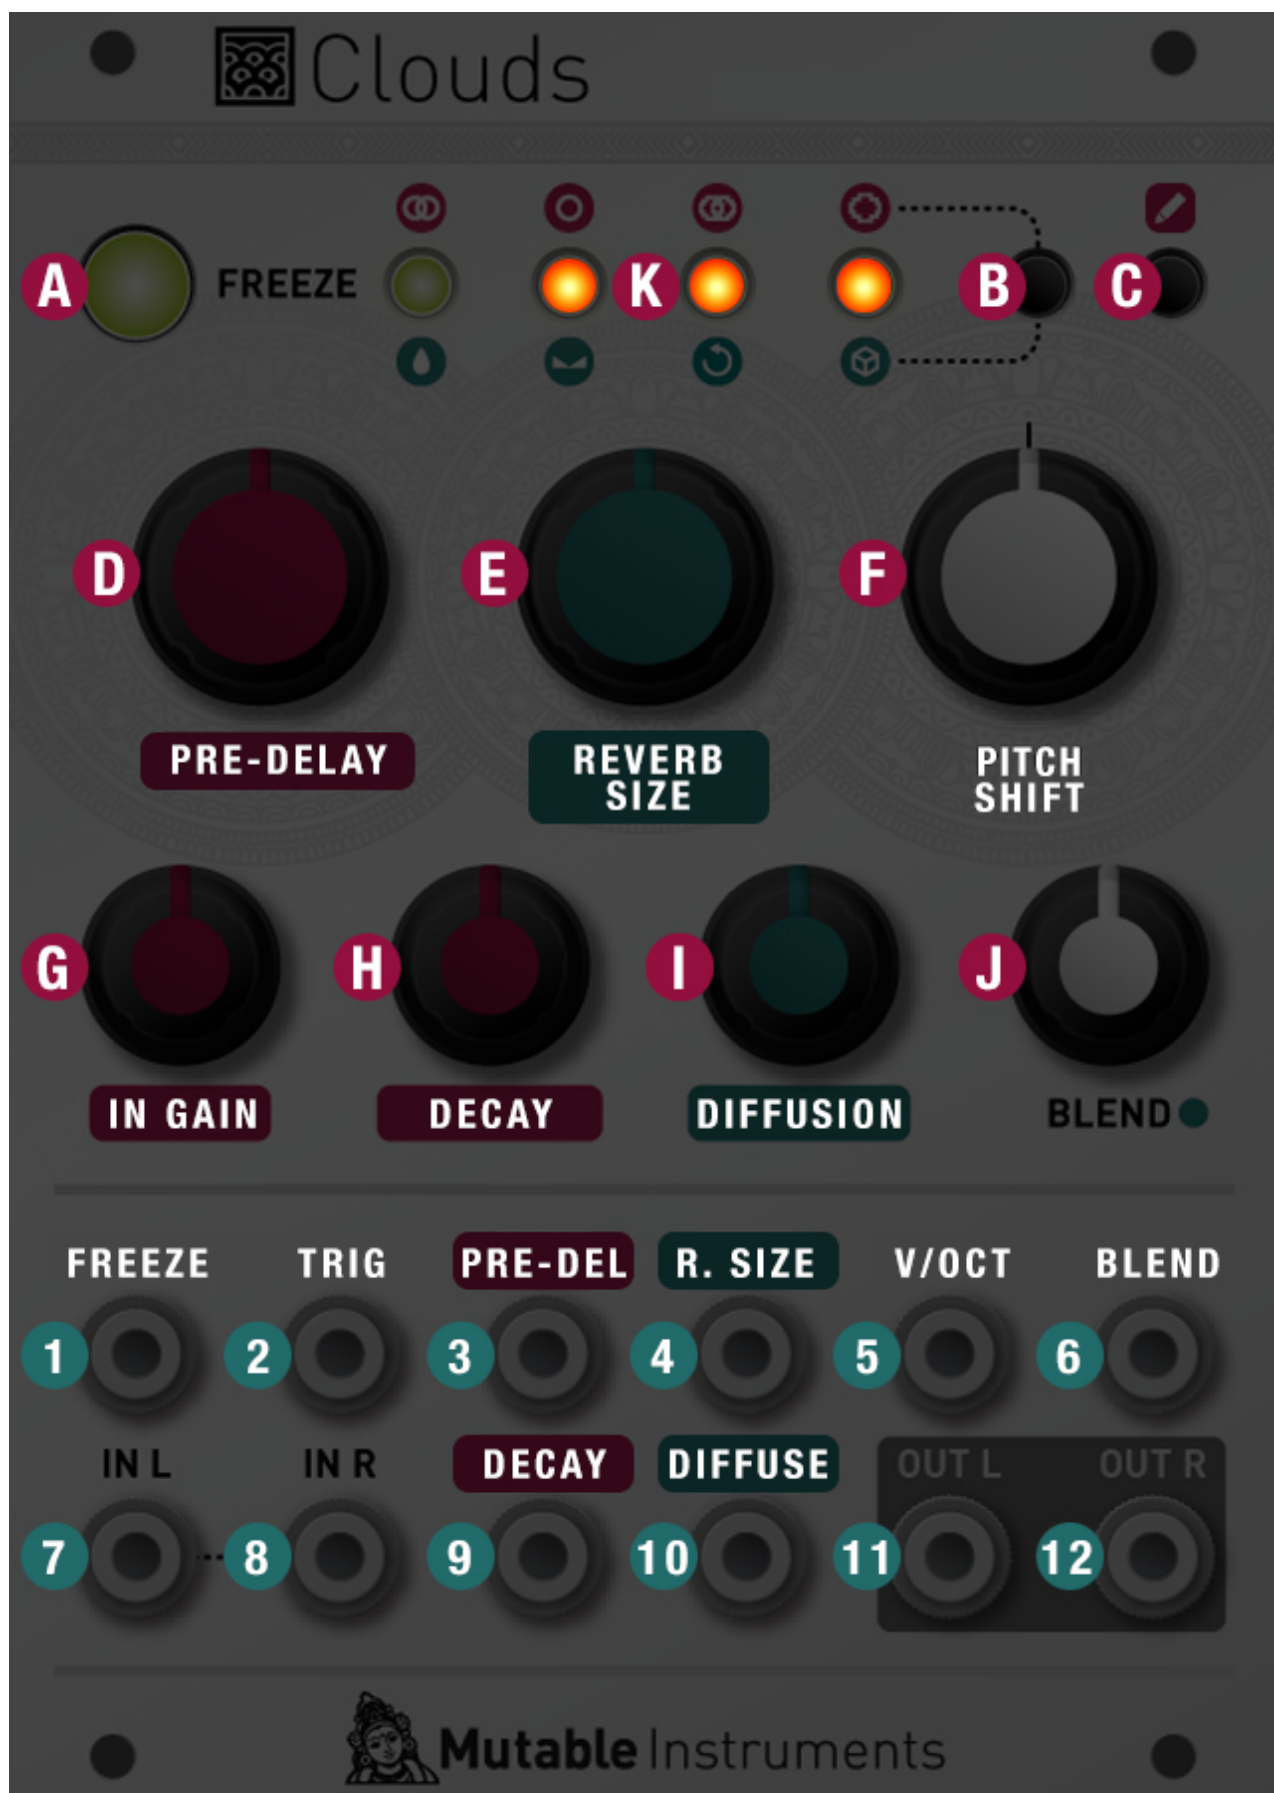 Clouds
A
FREEZE
K
B
C
D
E
F
PRE-DELAY
REVERB
SIZE
PITCH
SHIFT
G
H
I
J
IN GAIN
DECAY
DIFFUSION
BLEND
FREEZE
TRIG
PRE-DEL
R. SIZE
V/OCT
BLEND
1
2
3
4
5
6
IN L
IN R
DECAY
DIFFUSE
OUT L
OUT R
7
8
9
10
11
12
Mutable Instruments